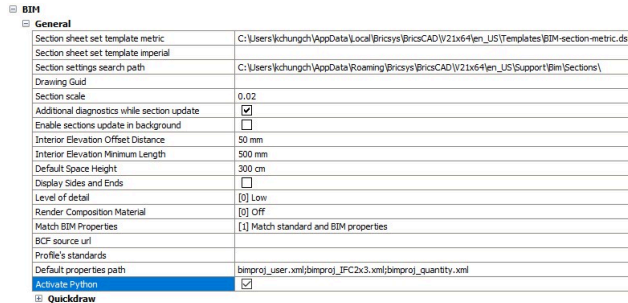 BIM
General
Section sheet set template metric C:\Users\kchungch\AppData\Local\Bricsys\BricsCAD\V21x64\en_US\Templates\BIM-section-metric.ds
Section sheet set template imperial
Section settings search path C:\Users\kchungch\AppData\Roaming\Bricsys\BricsCAD\V21x64\en_US\Support\Bim\Sections\
Drawing Guid
Section scale 0.02
Additional diagnostics while section update
Enable sections update in background
Interior Elevation Offset Distance 50 mm
Interior Elevation Minimum Length 500 mm
Default Space Height 300 cm
Display Sides and Ends
Level of detail [0] Low
Render Composition Material [0] Off
Match BIM Properties [1] Match standard and BIM properties
BCF source url
Profile's standards
Default properties path bimproj_user.xml;bimproj_IFC2x3.xml;bimproj_quantity.xml
Activate Python
Quickdraw